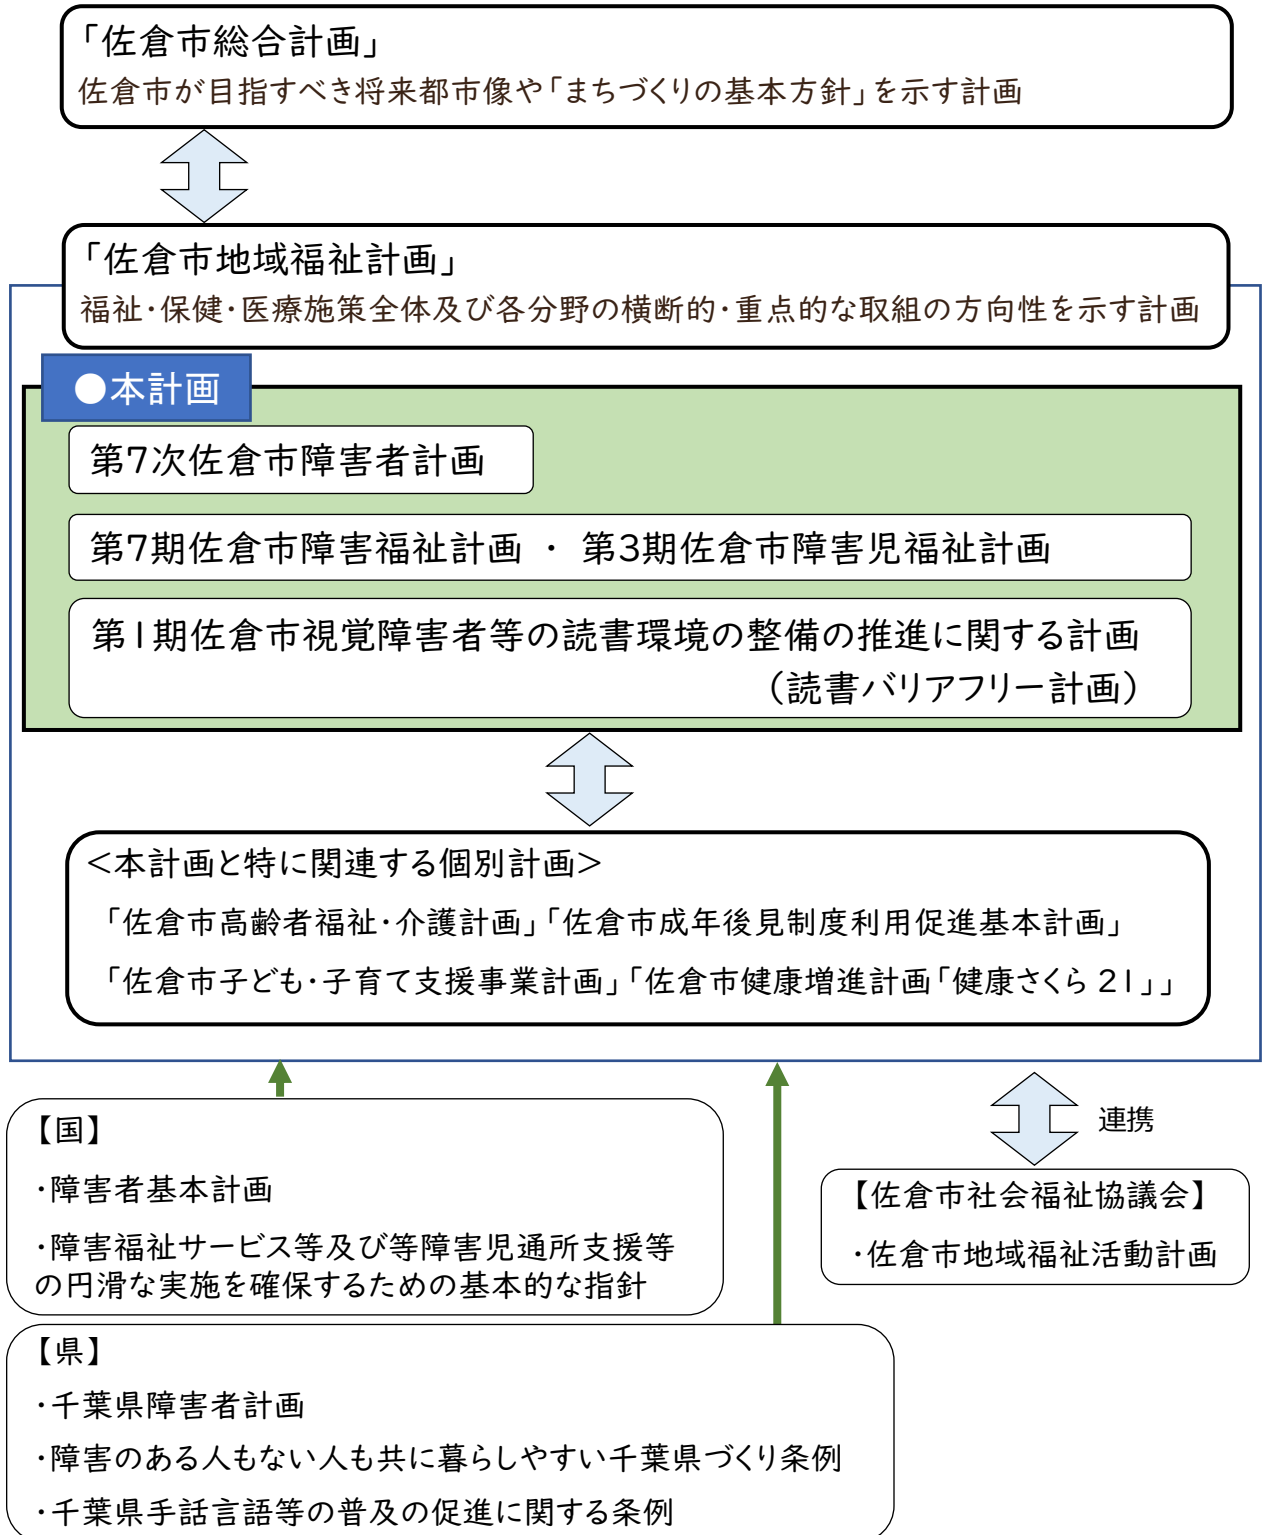 「佐倉市総合計画」
佐倉市が目指すべき将来都市像や「まちづくりの基本方針」を示す計画
「佐倉市地域福祉計画」
福祉・保健・医療施策全体及び各分野の横断的・重点的な取組の方向性を示す計画
●本計画
第7次佐倉市障害者計画
第7期佐倉市障害福祉計画 ・ 第3期佐倉市障害児福祉計画
第1期佐倉市視覚障害者等の読書環境の整備の推進に関する計画
（読書バリアフリー計画）
<本計画と特に関連する個別計画>
「佐倉市高齢者福祉・介護計画」「佐倉市成年後見制度利用促進基本計画」
「佐倉市子ども・子育て支援事業計画」「佐倉市健康増進計画「健康さくら 21」」
【国】
・障害者基本計画
・障害福祉サービス等及び等障害児通所支援等
の円滑な実施を確保するための基本的な指針
連携
【佐倉市社会福祉協議会】
・佐倉市地域福祉活動計画
【県】
・千葉県障害者計画
・障害のある人もない人も共に暮らしやすい千葉県づくり条例
・千葉県手話言語等の普及の促進に関する条例